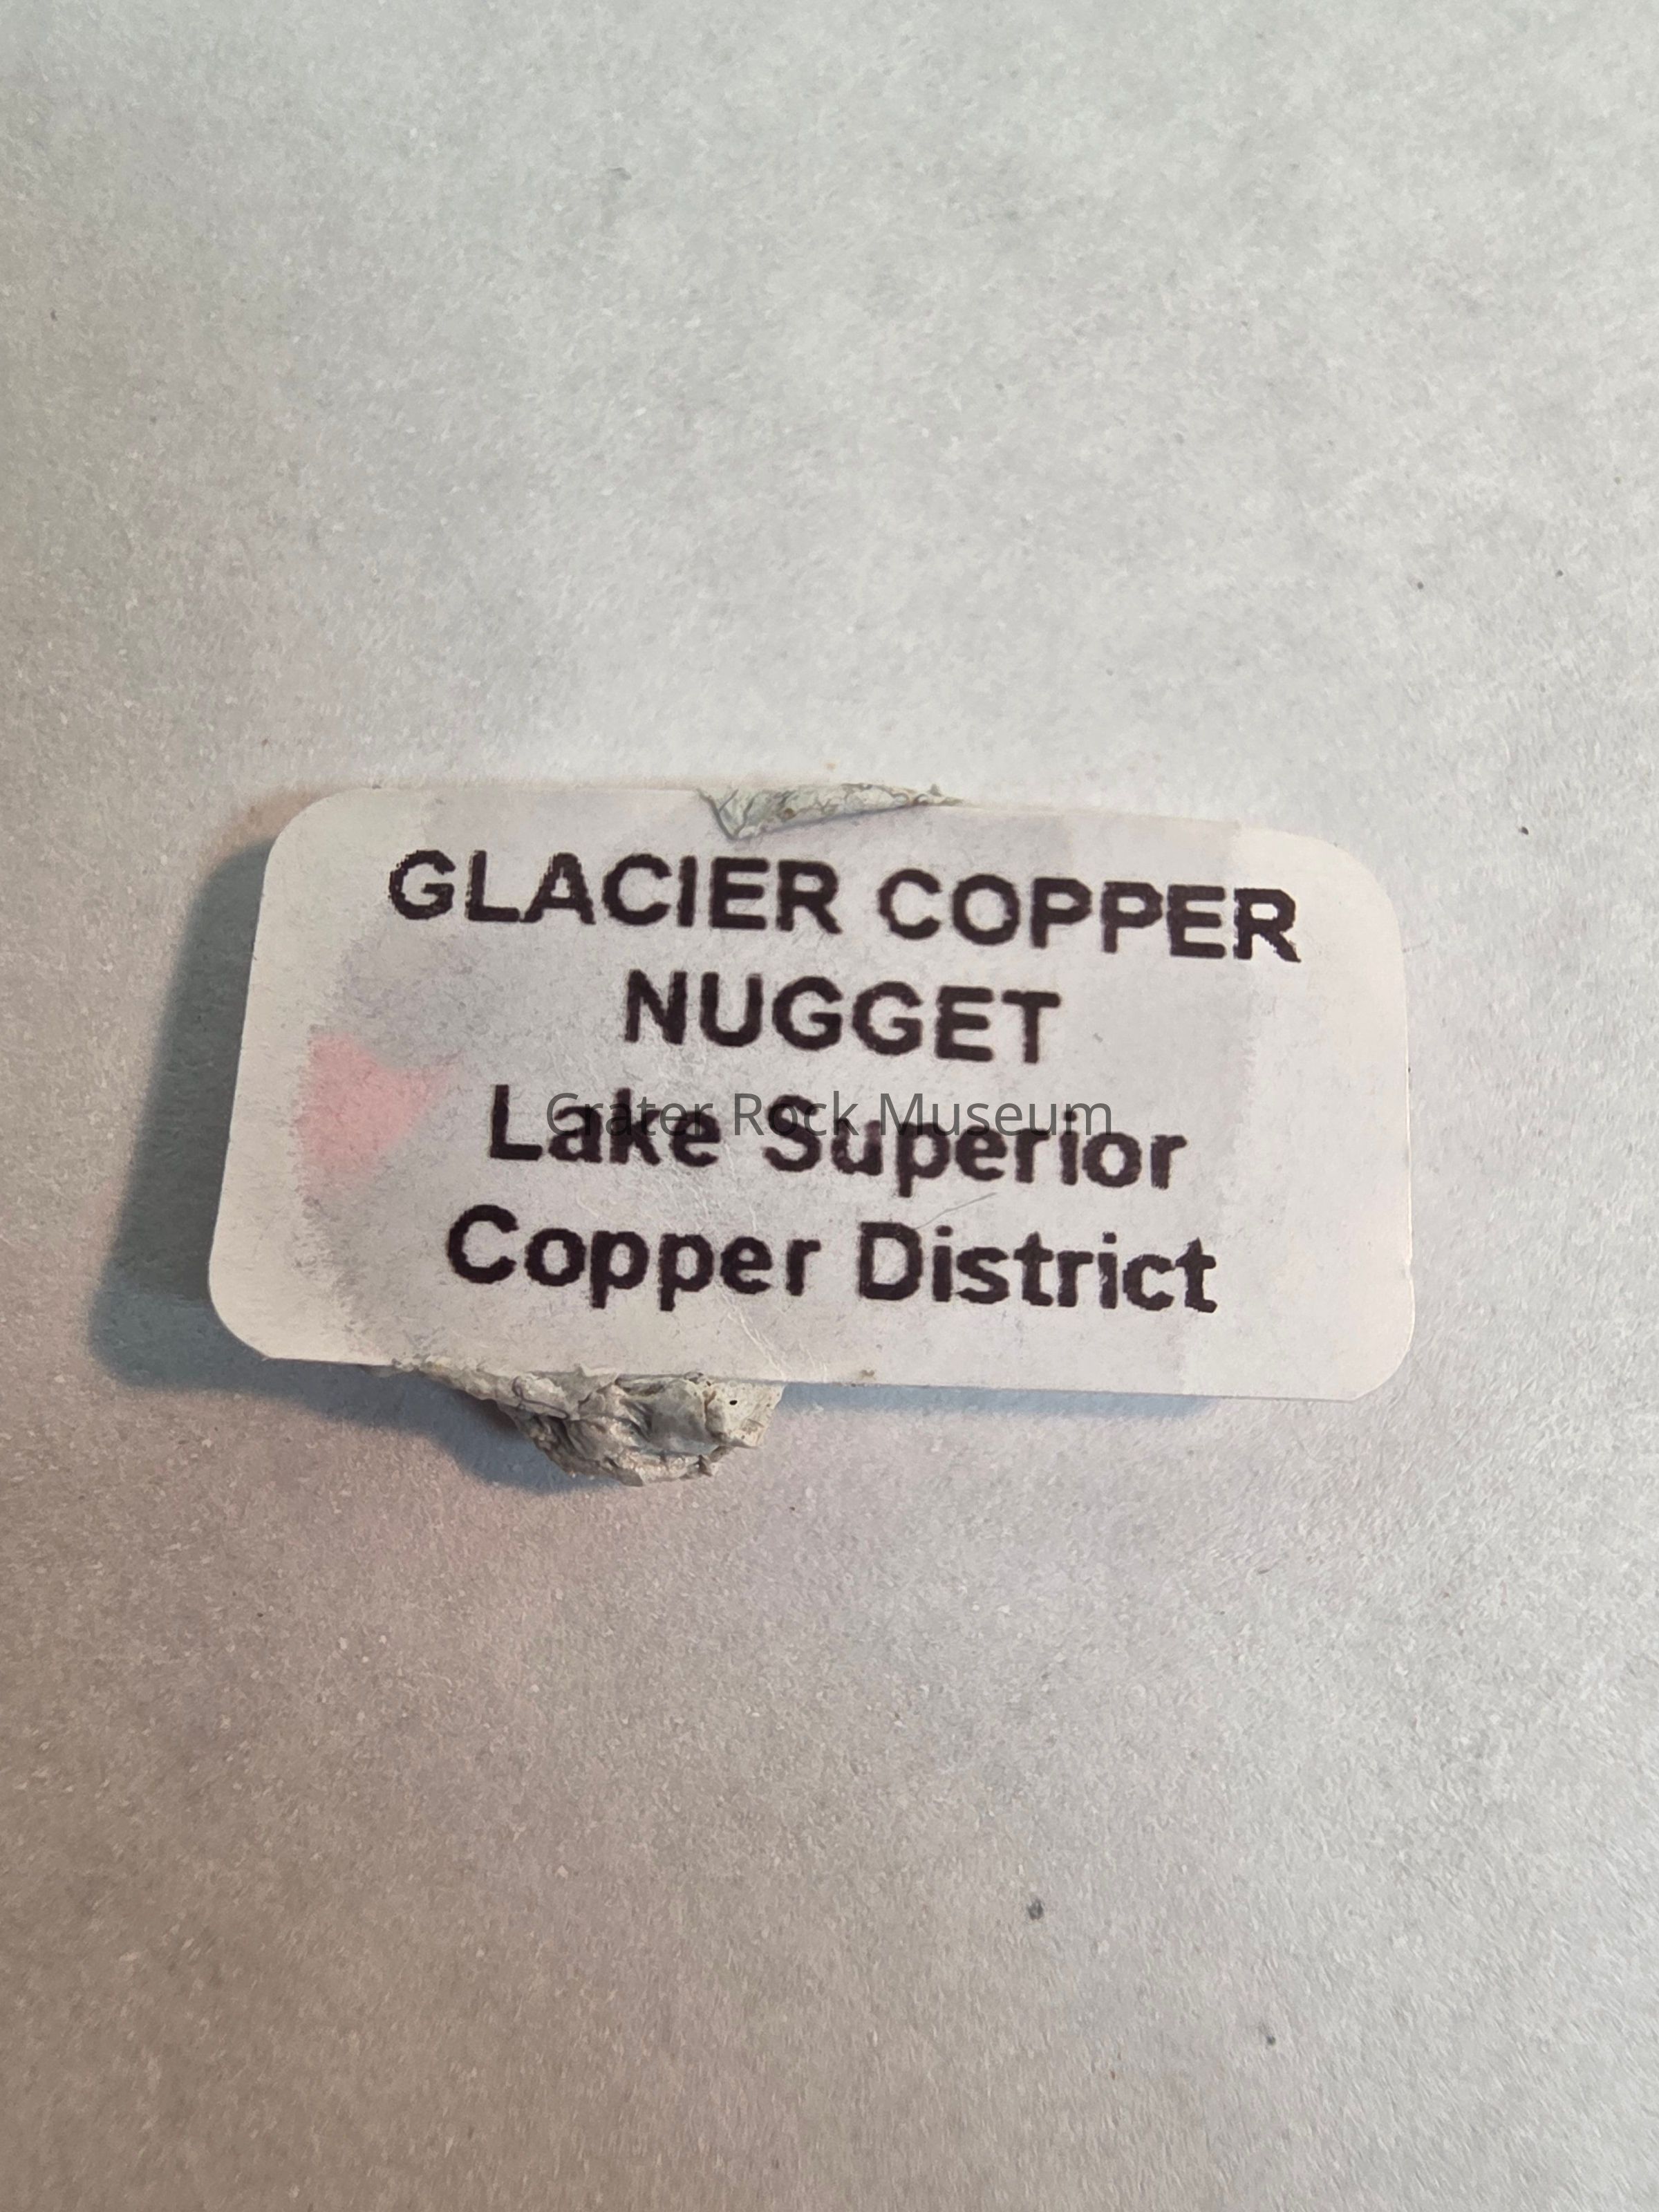 GLACIER COPPER
NUGGET
Lake Superior
Crater Rock Museum
Copper District